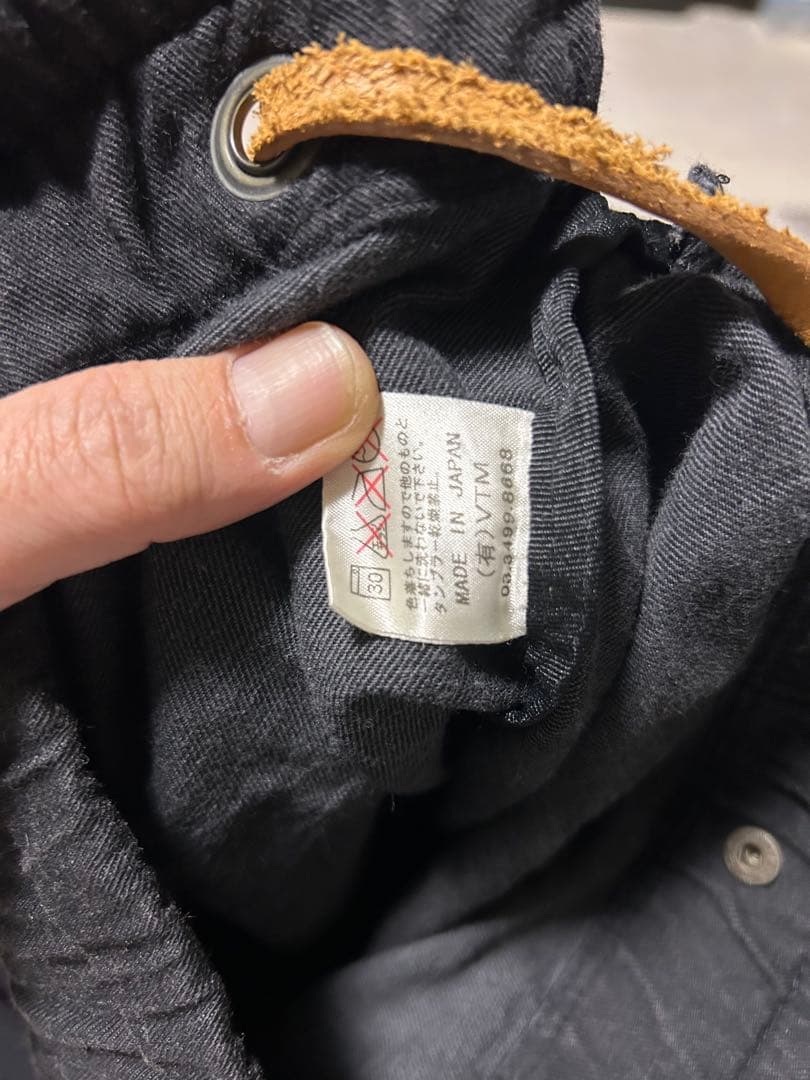 30
色落ちしますので他のものと
一緒に洗わないで下さい。
タンブラー乾燥禁止。
MADE IN JAPAN
(有)VTM
03.3499.8668